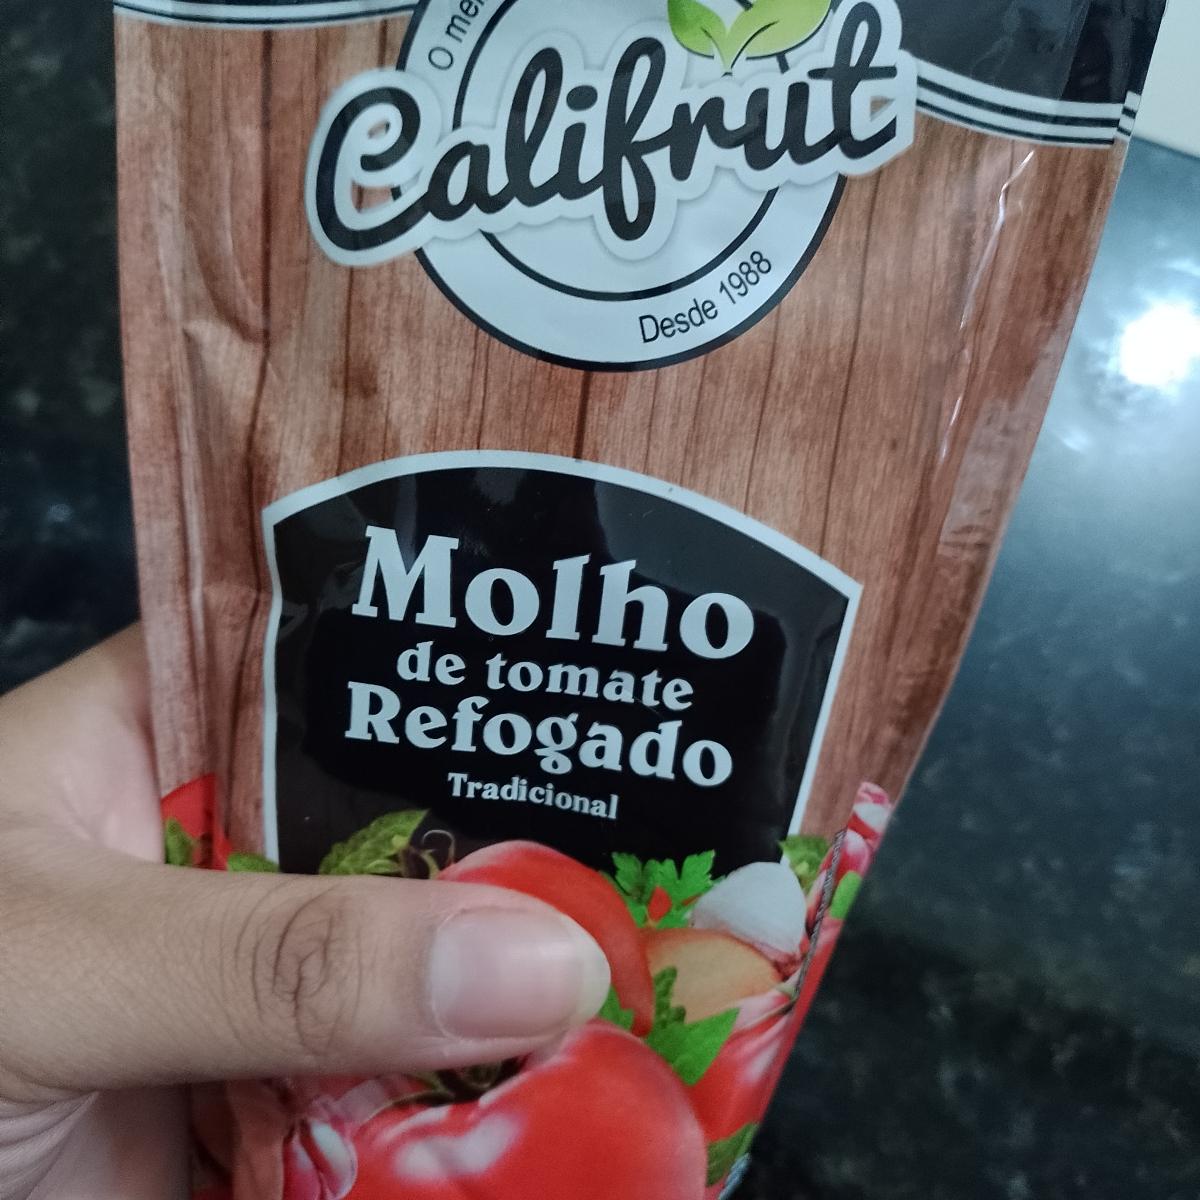 O
Califrut
Desde 1988
Molho
de tomate
Refogado
Tradicional